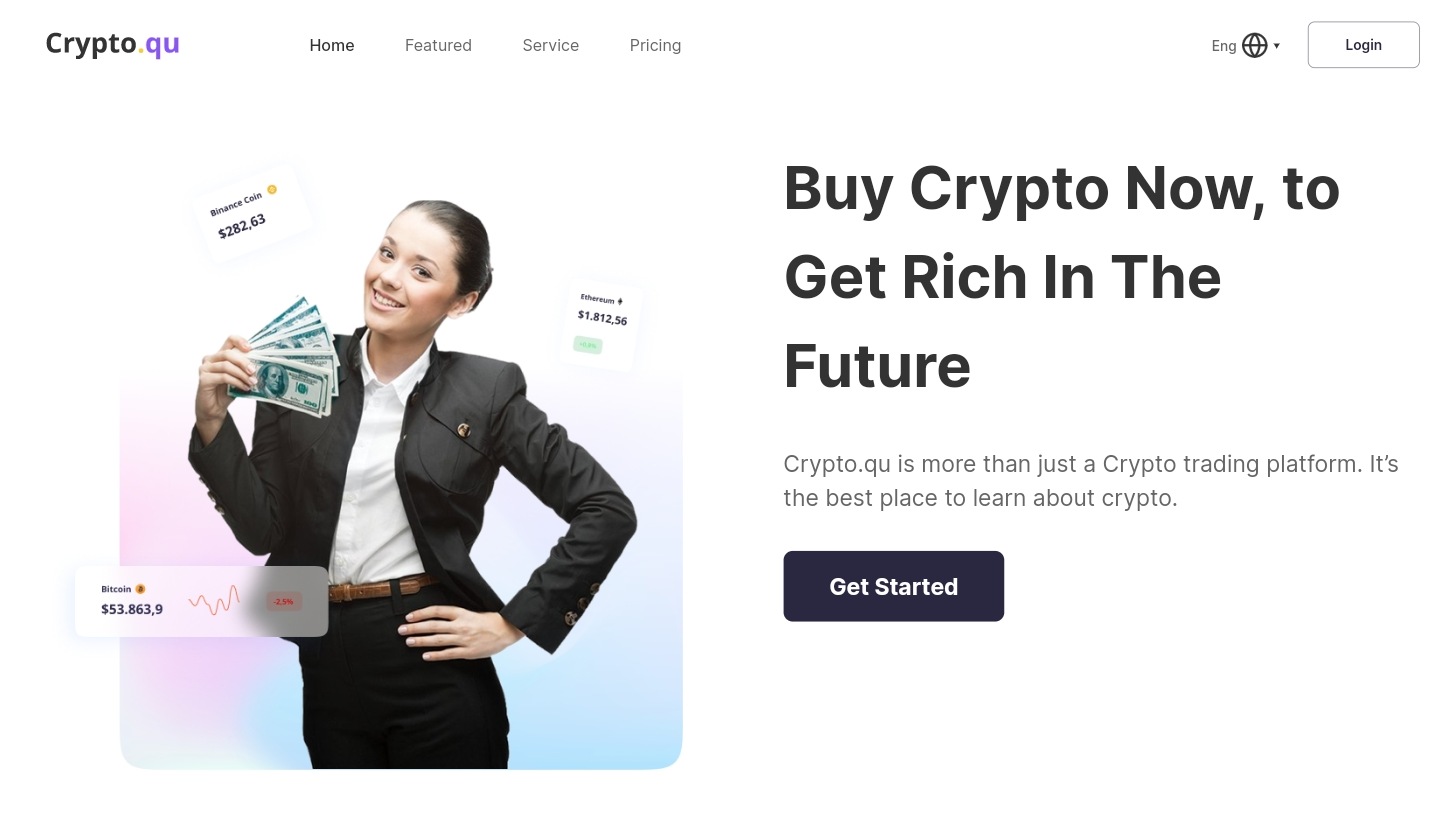 Crypto.qu
Home Featured Service Pricing
Eng
Login
Binance Coin
$282,63
Ethereum
$1.812,56
Bitcoin
$53.863,9
-2,5%
Buy Crypto Now, to
Get Rich In The
Future
Crypto.qu is more than just a Crypto trading platform. It’s
the best place to learn about crypto.
Get Started